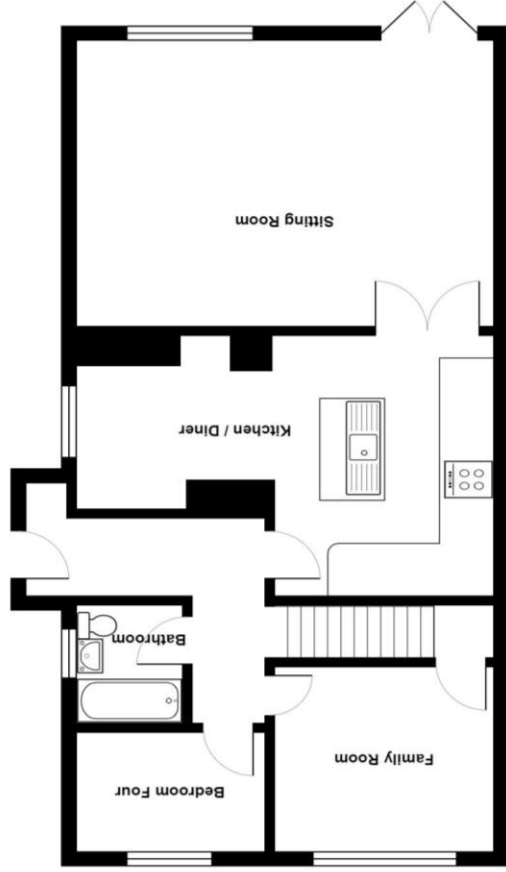 Family Room
Bedroom Four
Bathroom
Kitchen / Diner
Sitting Room